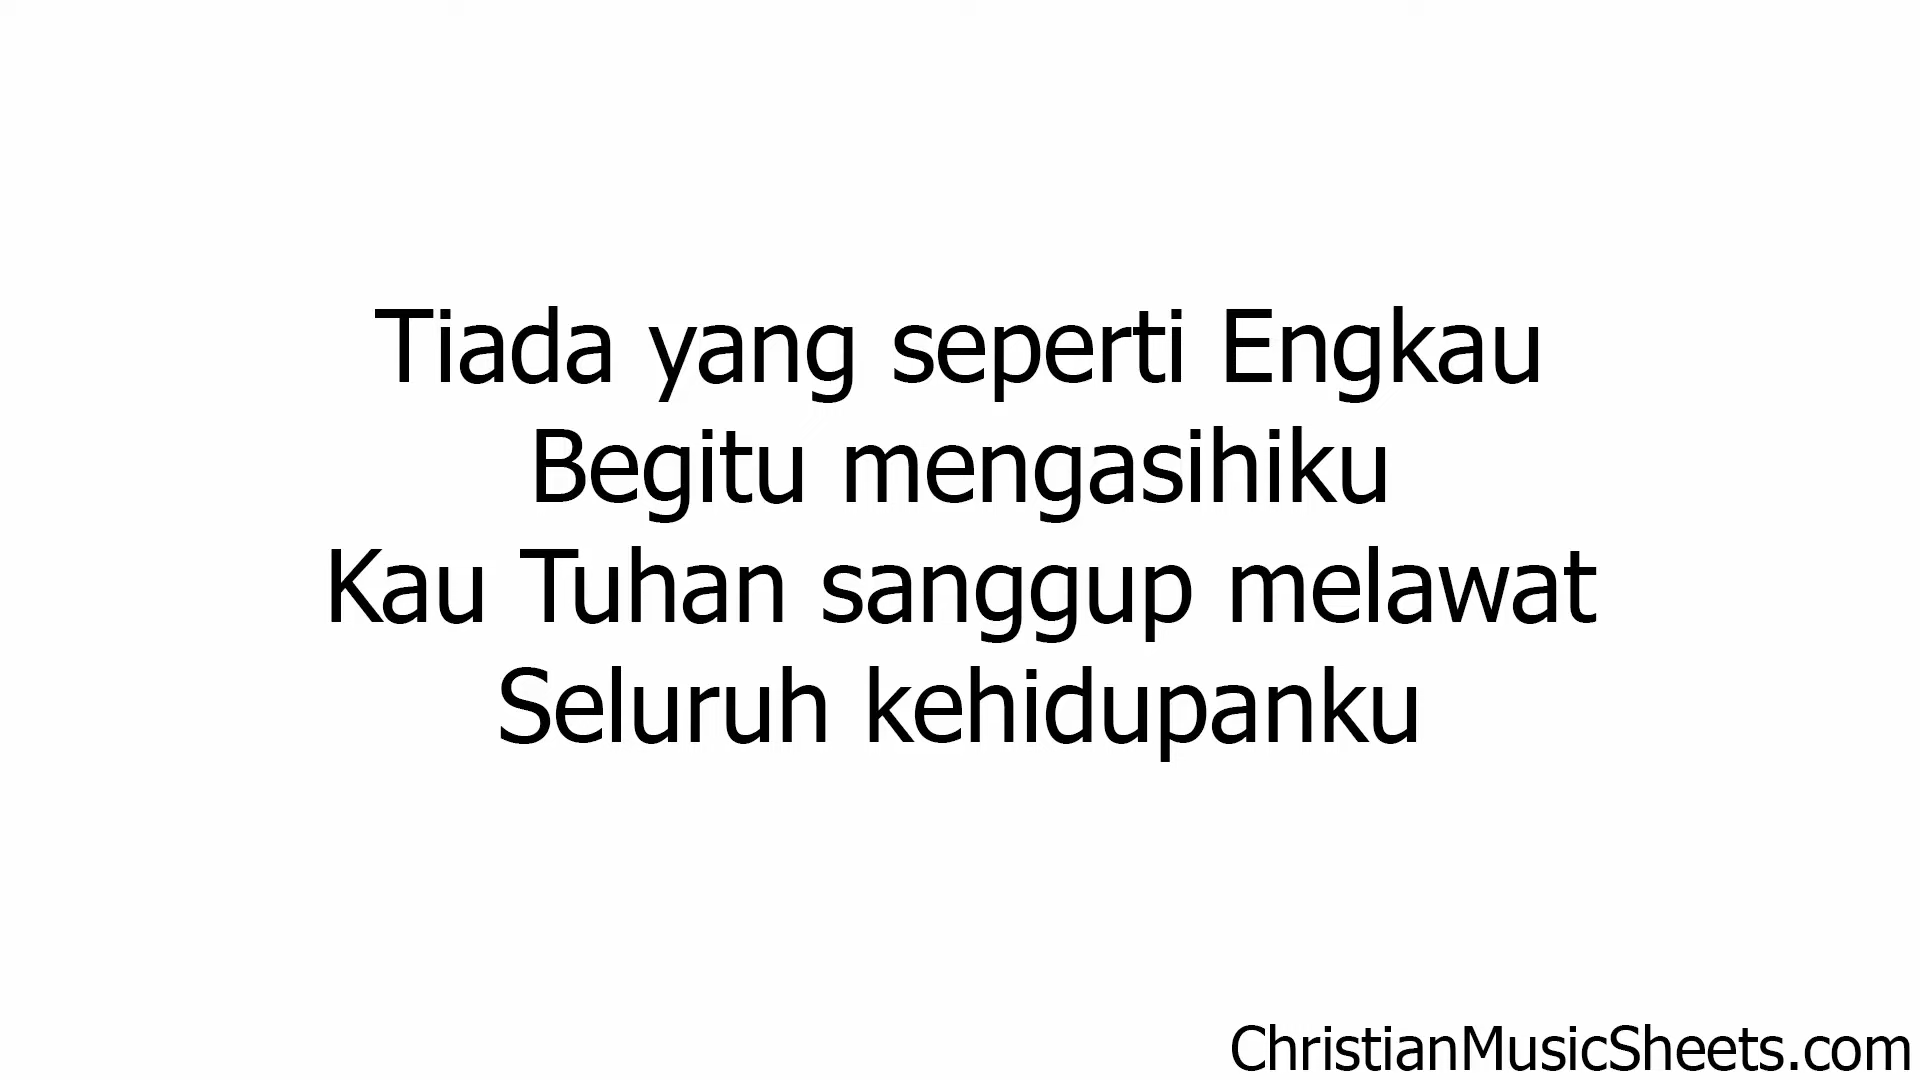 Tiada yang seperti Engkau
Begitu mengasihiku
Kau Tuhan sanggup melawat
Seluruh kehidupanku
ChristianMusicSheets.com